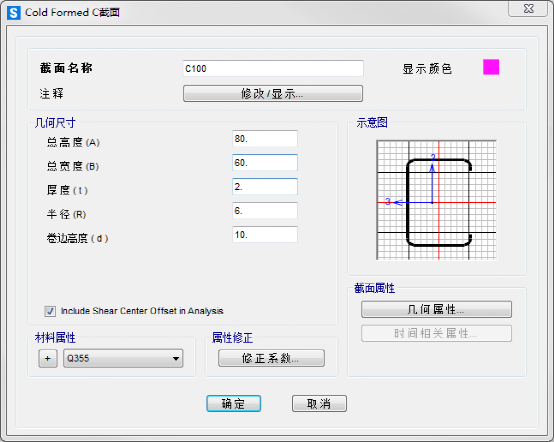 Cold Formed C截面
截面名称 C100 显示颜色
注释 修改/显示...
几何尺寸 示意图
总高度(A) 80.
总宽度(B) 60.
厚度(t) 2.
半径(R) 6.
卷边高度(d) 10.
2
3
截面属性
Include Shear Center Offset in Analysis 几何属性...
时间相关属性...
材料属性 属性修正
+ Q355 修正系数...
确定 取消